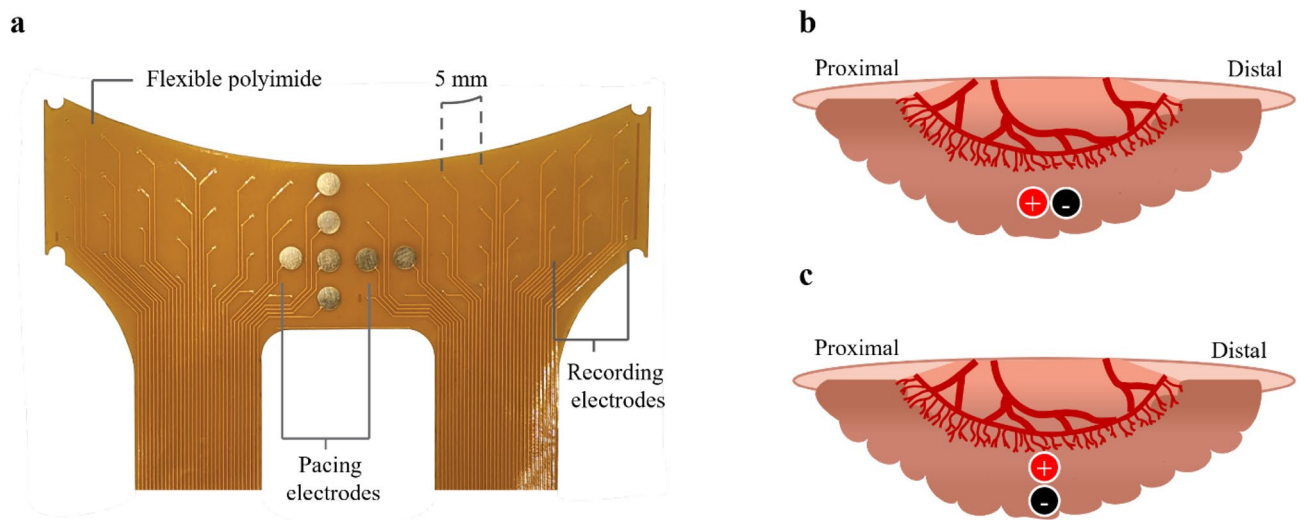 a
Flexible polyimide
5 mm
Recording
electrodes
Pacing
electrodes
b
Proximal
Distal
+
-
c
Proximal
Distal
+
-